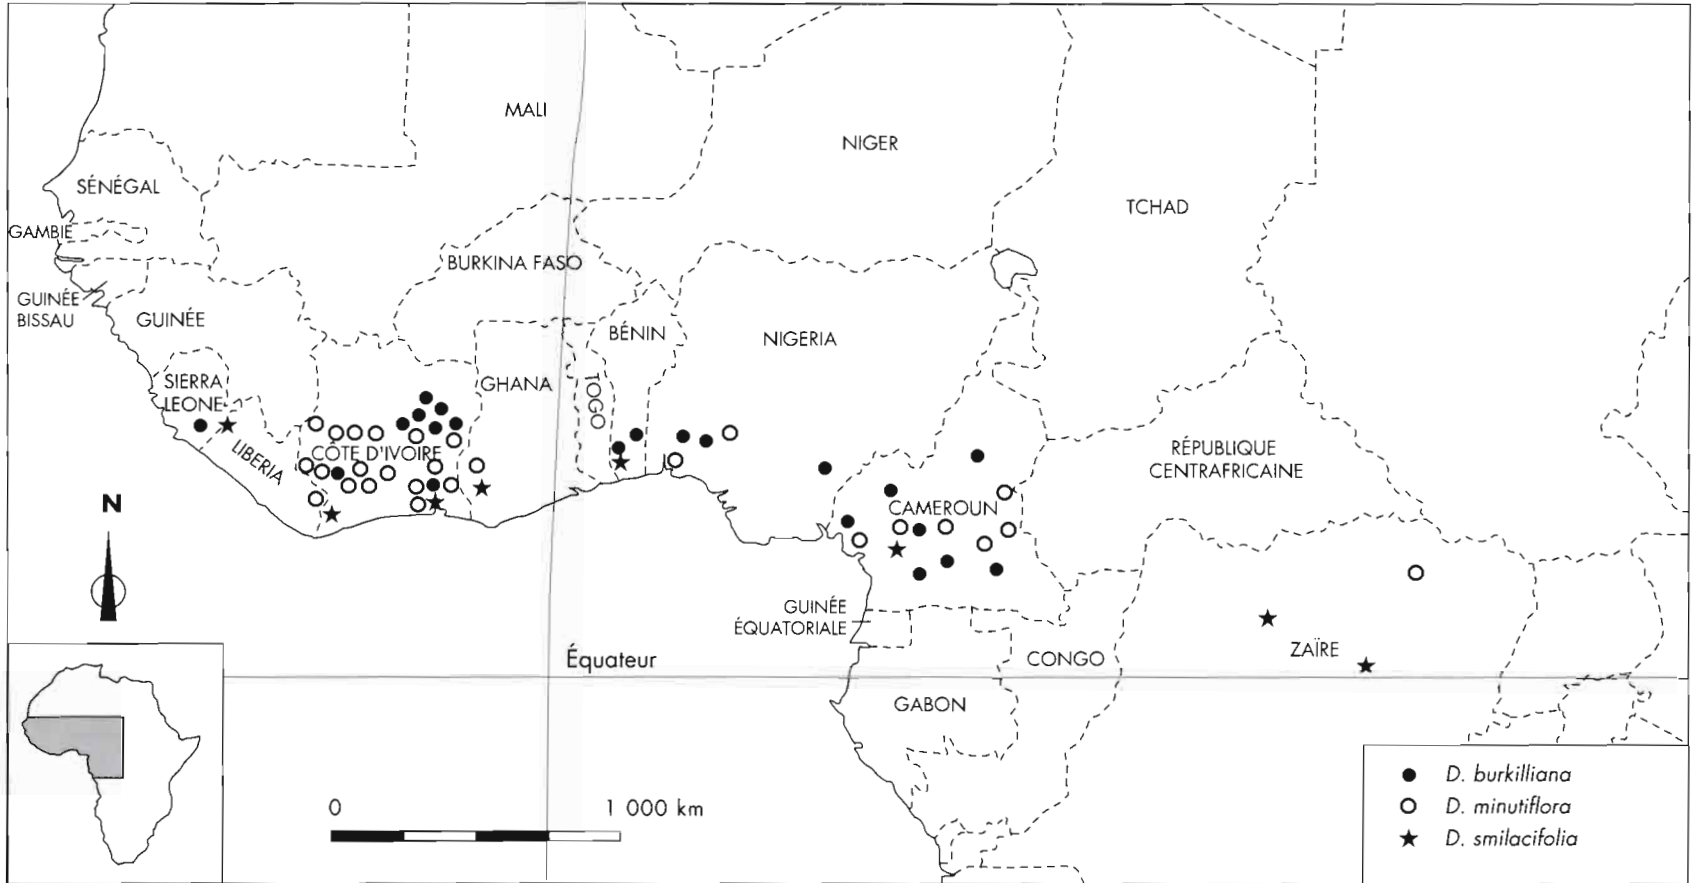 MALI
NIGER
SÉNÉGAL
TCHAD
GAMBIE
BURKINA FASO
GUINÉE
BISSAU
GUINÉE
BÉNIN
NIGERIA
SIERRA
LEONE
GHANA
TOGO
LIBERIA
CÔTE D'IVOIRE
RÉPUBLIQUE
CENTRAFRICAINE
CAMEROUN
N
GUINÉE
ÉQUATORIALE
Équateur
CONGO
ZAÏRE
GABON
0 1 000 km
D. burkilliana
D. minutiflora
D. smilacifolia